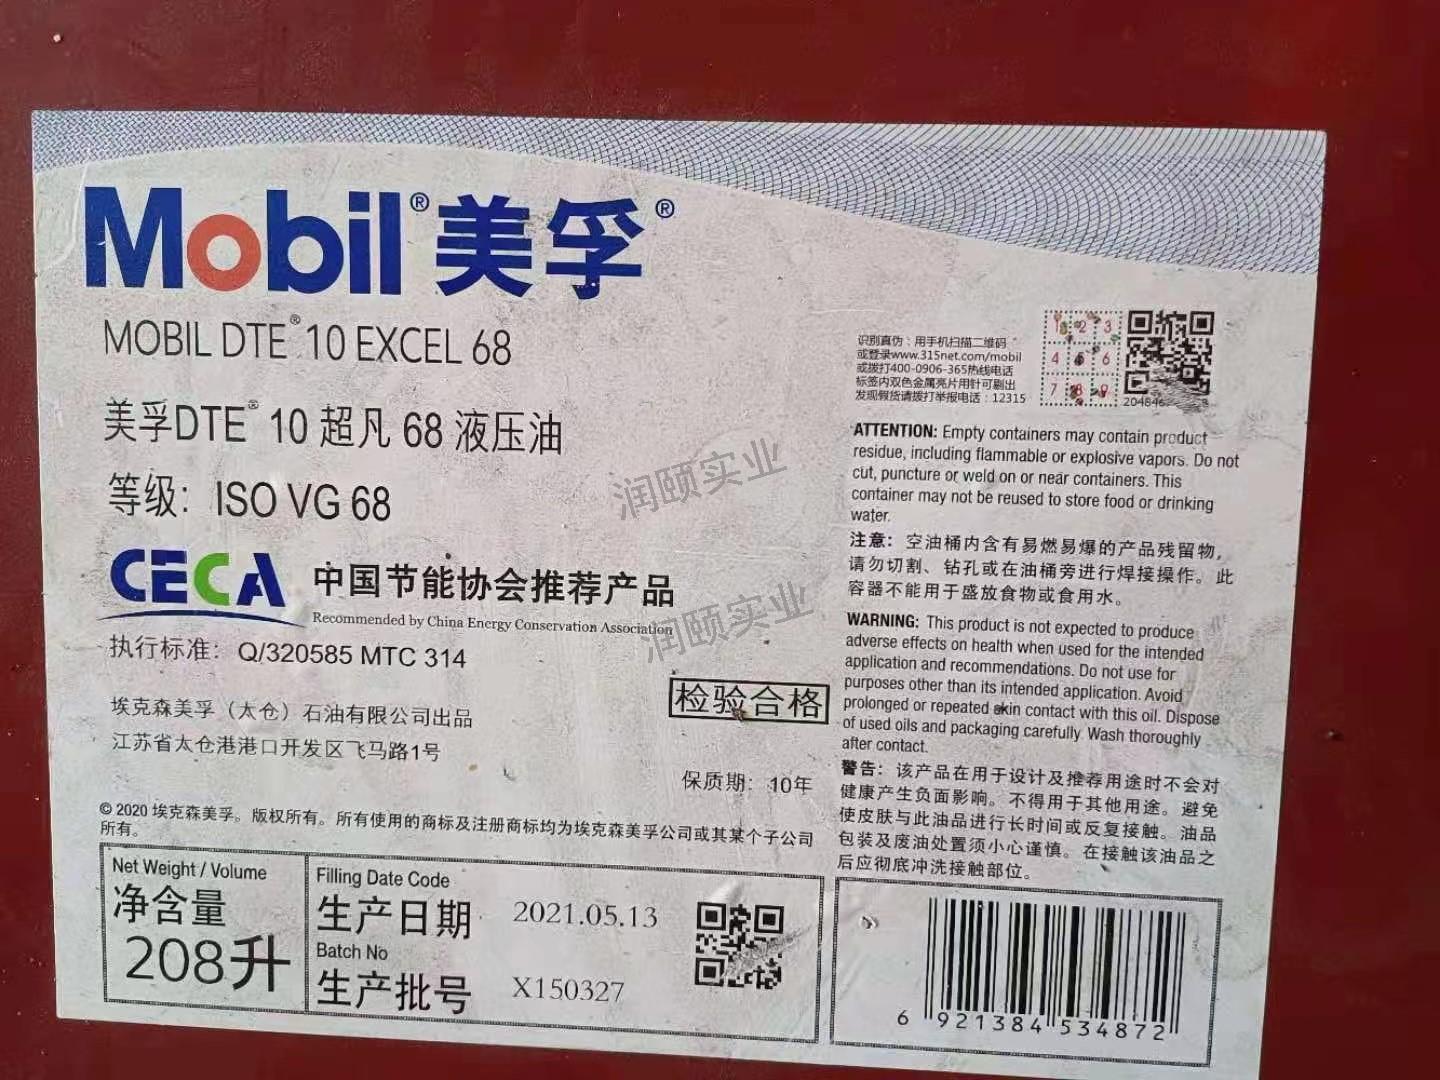 Mobil®美孚®
MOBIL DTE® 10 EXCEL 68
美孚DTE® 10 超凡 68 液压油
等级：ISO VG 68
CECA 中国节能协会推荐产品
Recommended by China Energy Conservation Association
执行标准：Q/320585 MTC 314
埃克森美孚（太仓）石油有限公司出品
江苏省太仓港港口开发区飞马路1号
检验合格
保质期：10年
© 2020 埃克森美孚。版权所有。所有使用的商标及注册商标均为埃克森美孚公司或其某个子公司
所有。
Net Weight / Volume
净含量
208升
Filling Date Code
生产日期 2021.05.13
Batch No
生产批号 X150327
识别真伪：用手机扫描二维码
或登录www.315net.com/mobil
或拨打400-0906-365热线电话
标签内双色金属亮片用针可剔出
发现假货请拨打举报电话：12315
1 2 3
4 5 6
7 8 9
ATTENTION: Empty containers may contain product
residue, including flammable or explosive vapors. Do not
cut, puncture or weld on or near containers. This
container may not be reused to store food or drinking
water.
注意：空油桶内含有易燃易爆的产品残留物，
请勿切割、钻孔或在油桶旁进行焊接操作。此
容器不能用于盛放食物或食用水。
WARNING: This product is not expected to produce
adverse effects on health when used for the intended
application and recommendations. Do not use for
purposes other than its intended application. Avoid
prolonged or repeated skin contact with this oil. Dispose
of used oils and packaging carefully. Wash thoroughly
after contact.
警告：该产品在用于设计及推荐用途时不会对
健康产生负面影响。不得用于其他用途。避免
使皮肤与此油品进行长时间或反复接触。油品
包装及废油处置须小心谨慎。在接触该油品之
后应彻底冲洗接触部位。
6 921384 534872
润颐实业
润颐实业